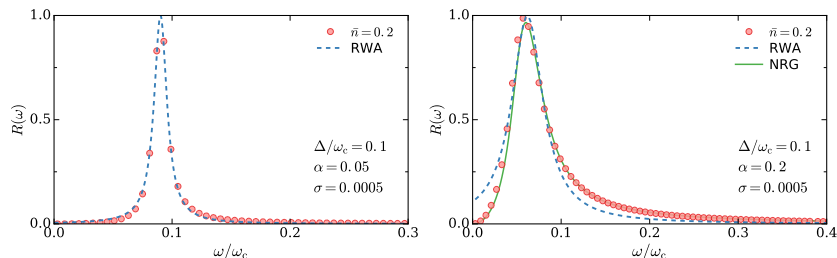 1.0
0.5
0.0
R(ω)
n̄ = 0.2
RWA
Δ/ω_c = 0.1
α = 0.05
σ = 0.0005
0.0 0.1 0.2 0.3
ω/ω_c
1.0
0.5
0.0
R(ω)
n̄ = 0.2
RWA
NRG
Δ/ω_c = 0.1
α = 0.2
σ = 0.0005
0.0 0.1 0.2 0.3 0.4
ω/ω_c